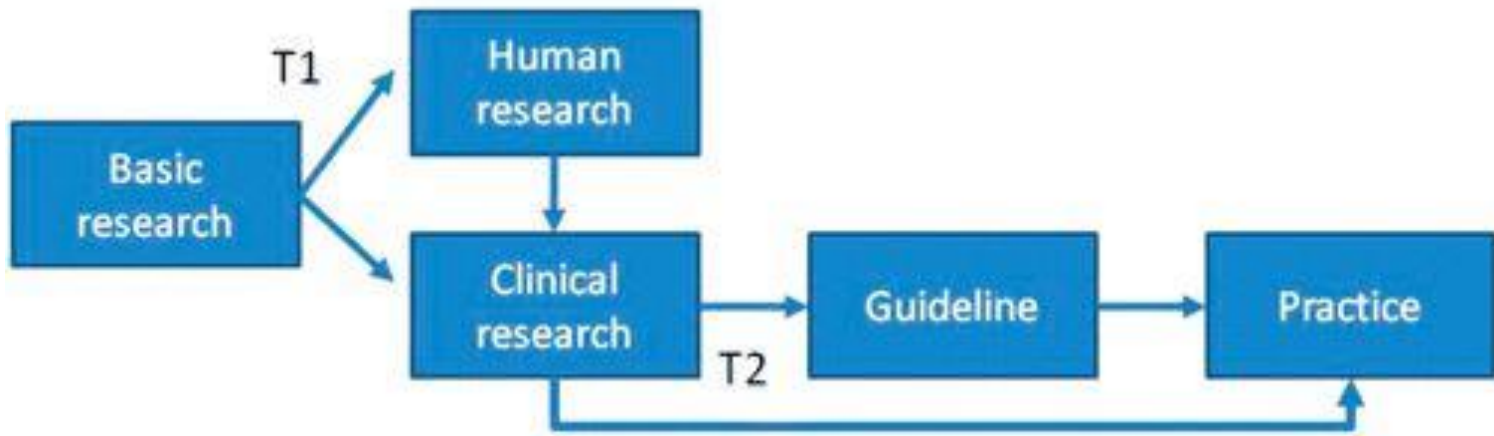 T1
Human
research
Basic
research
Clinical
research
Guideline
Practice
T2